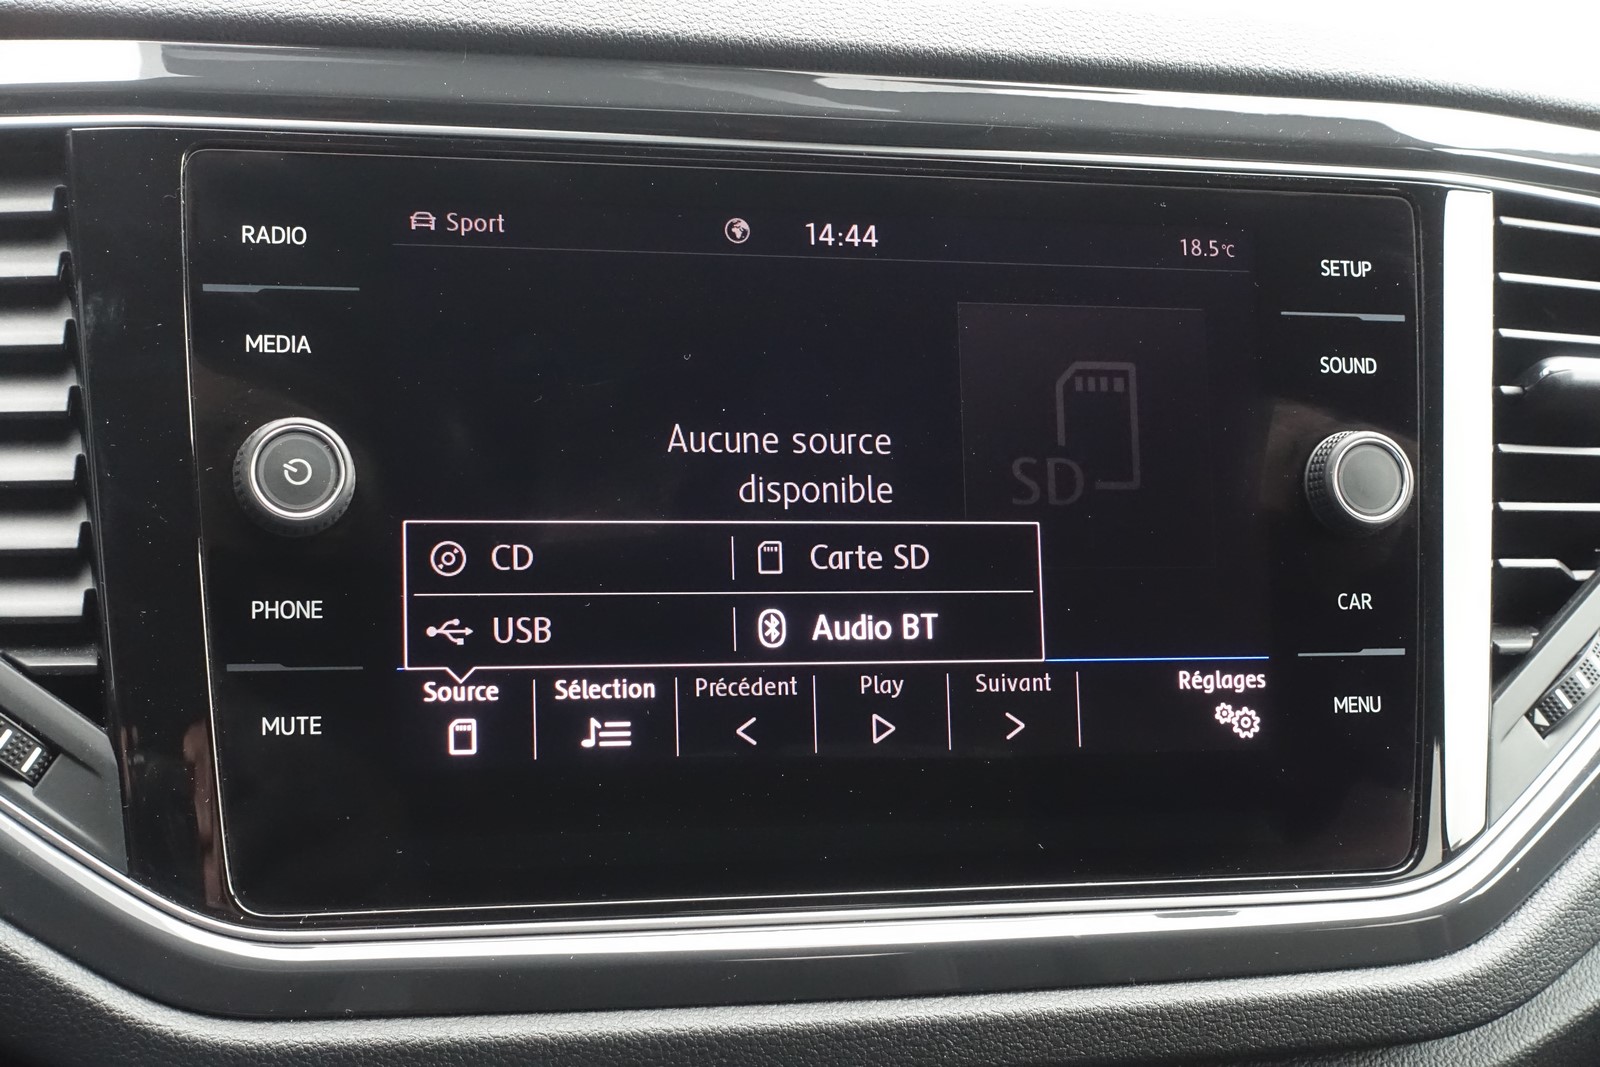 RADIO
MEDIA
PHONE
MUTE
Sport
14:44
18.5°C
SD
Aucune source
disponible
CD
Carte SD
USB
Audio BT
Source
Sélection
Précédent
Play
Suivant
Réglages
SETUP
SOUND
CAR
MENU